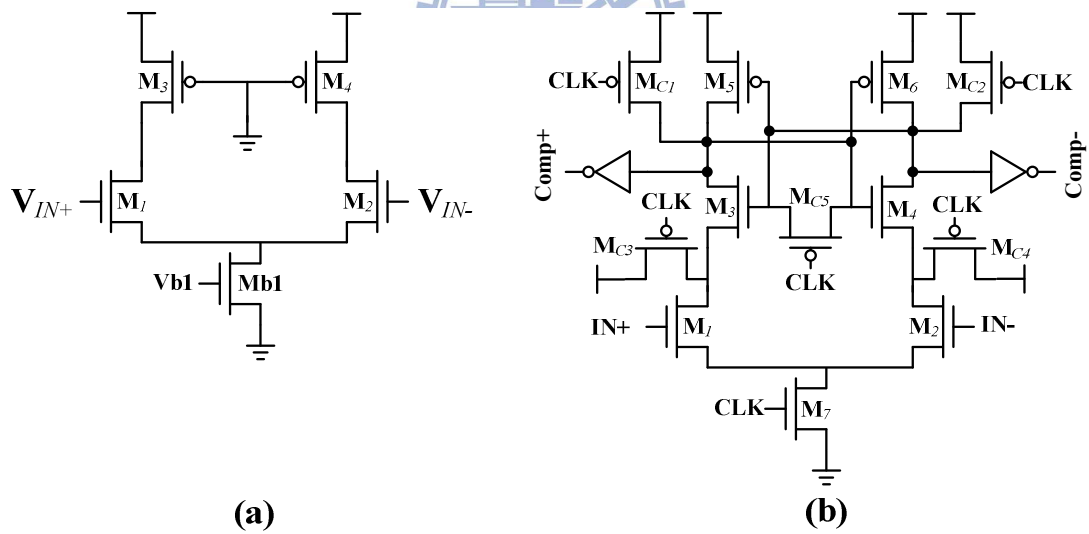 M3
M4
VIN+
M1
M2
VIN-
Vb1
Mb1
(a)
CLK
MC1
M5
M6
MC2
CLK
Comp+
Comp-
CLK
M3
MC5
M4
CLK
MC3
CLK
MC4
IN+
M1
M2
IN-
CLK
M7
(b)